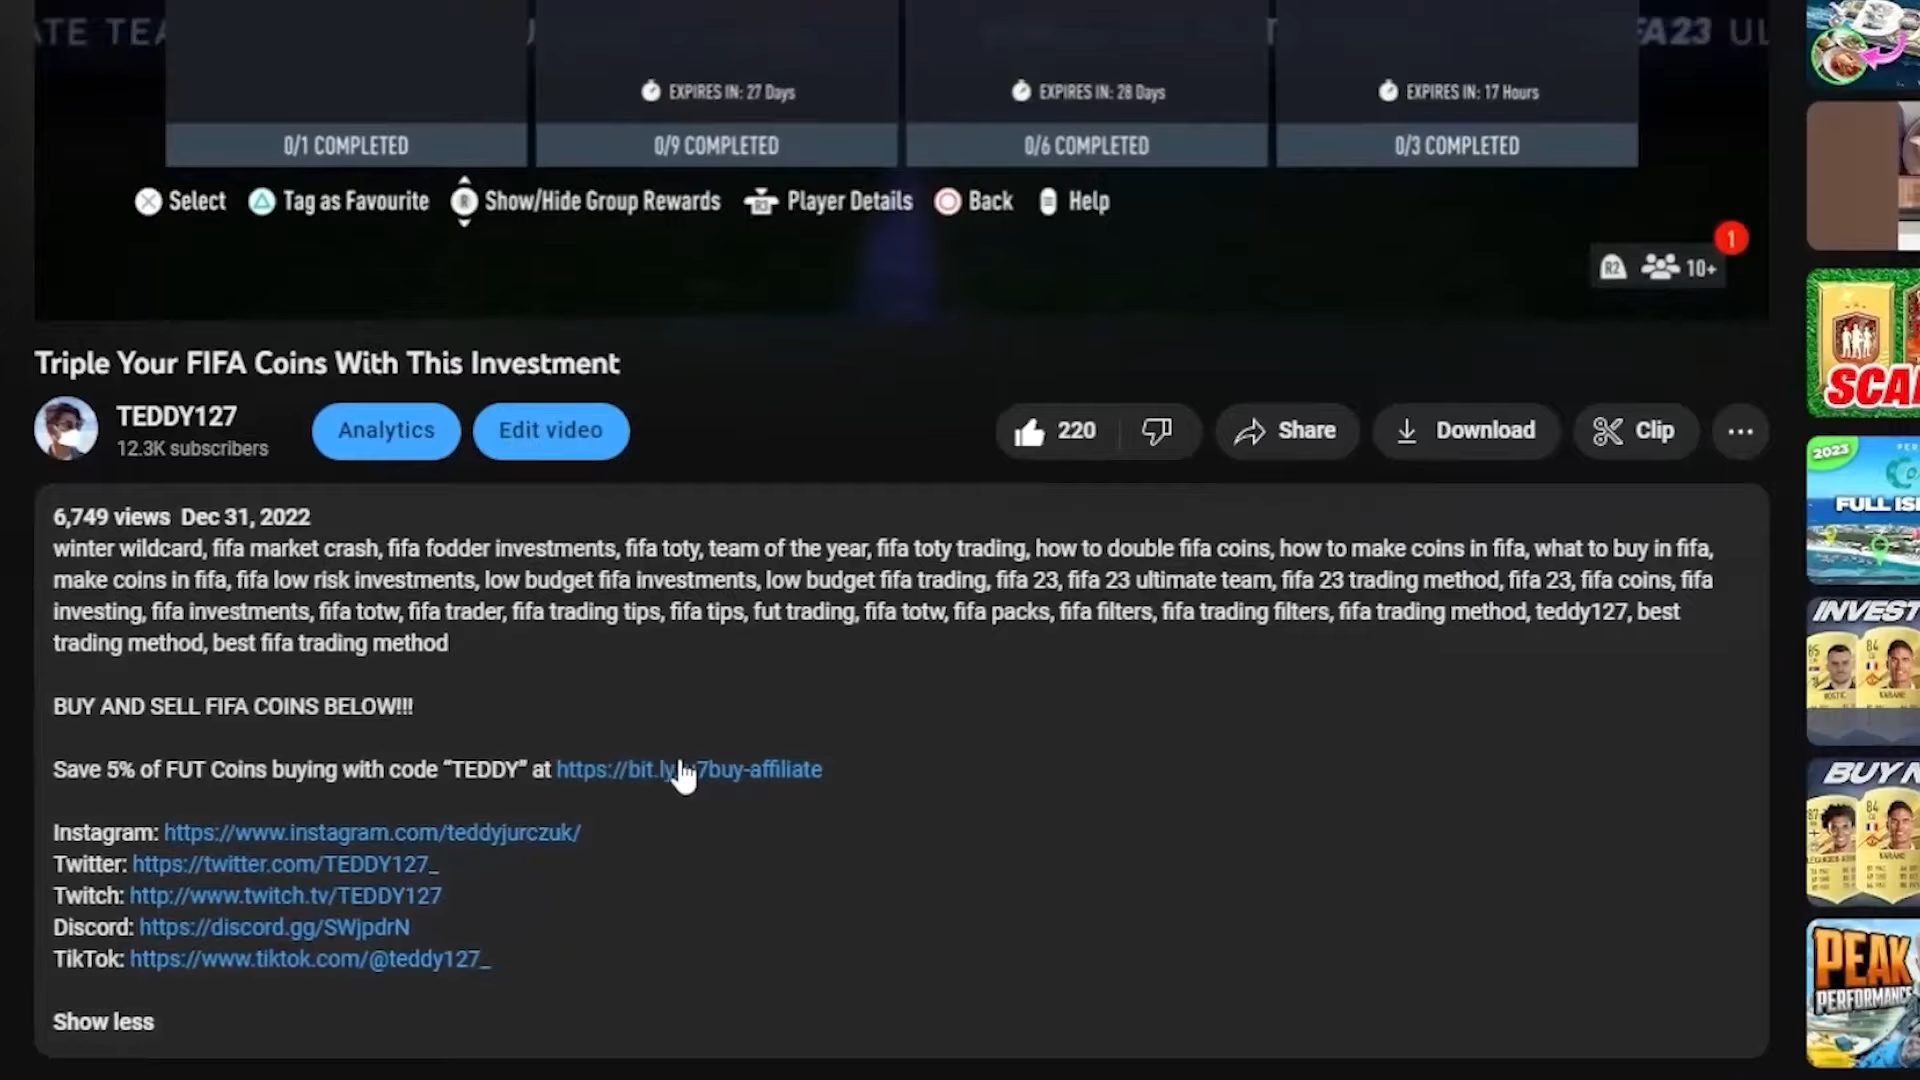 EXPIRES IN: 27 Days
EXPIRES IN: 28 Days
EXPIRES IN: 17 Hours
0/1 COMPLETED
0/9 COMPLETED
0/6 COMPLETED
0/3 COMPLETED
Select
Tag as Favourite
R
Show/Hide Group Rewards
R3
Player Details
Back
Help
1
R2
10+
Triple Your FIFA Coins With This Investment
TEDDY127
12.3K subscribers
Analytics
Edit video
220
Share
Download
Clip
6,749 views Dec 31, 2022
winter wildcard, fifa market crash, fifa fodder investments, fifa toty, team of the year, fifa toty trading, how to double fifa coins, how to make coins in fifa, what to buy in fifa,
make coins in fifa, fifa low risk investments, low budget fifa investments, low budget fifa trading, fifa 23, fifa 23 ultimate team, fifa 23 trading method, fifa 23, fifa coins, fifa
investing, fifa investments, fifa totw, fifa trader, fifa trading tips, fifa tips, fut trading, fifa totw, fifa packs, fifa filters, fifa trading filters, fifa trading method, teddy127, best
trading method, best fifa trading method
BUY AND SELL FIFA COINS BELOW!!!
Save 5% of FUT Coins buying with code “TEDDY” at
Instagram: https://www.instagram.com/teddyjurczuk/
Twitter: https://twitter.com/TEDDY127_
Twitch: http://www.twitch.tv/TEDDY127
Discord: https://discord.gg/SWjpdrN
TikTok: https://www.tiktok.com/@teddy127_
Show less
2023
FULL
PEAK
PERFORMANCE